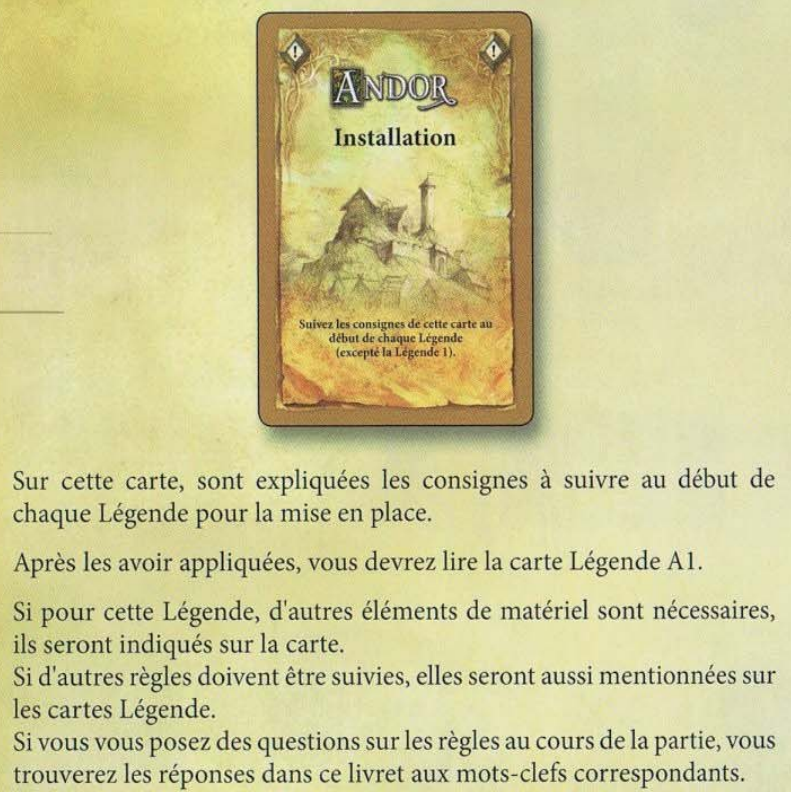 !
!
ANDOR
Installation
Suivez les consignes de cette carte au
début de chaque Légende
(excepté la Légende 1).
Sur cette carte, sont expliquées les consignes à suivre au début de
chaque Légende pour la mise en place.
Après les avoir appliquées, vous devrez lire la carte Légende A1.
Si pour cette Légende, d'autres éléments de matériel sont nécessaires,
ils seront indiqués sur la carte.
Si d'autres règles doivent être suivies, elles seront aussi mentionnées sur
les cartes Légende.
Si vous vous posez des questions sur les règles au cours de la partie, vous
trouverez les réponses dans ce livret aux mots-clefs correspondants.